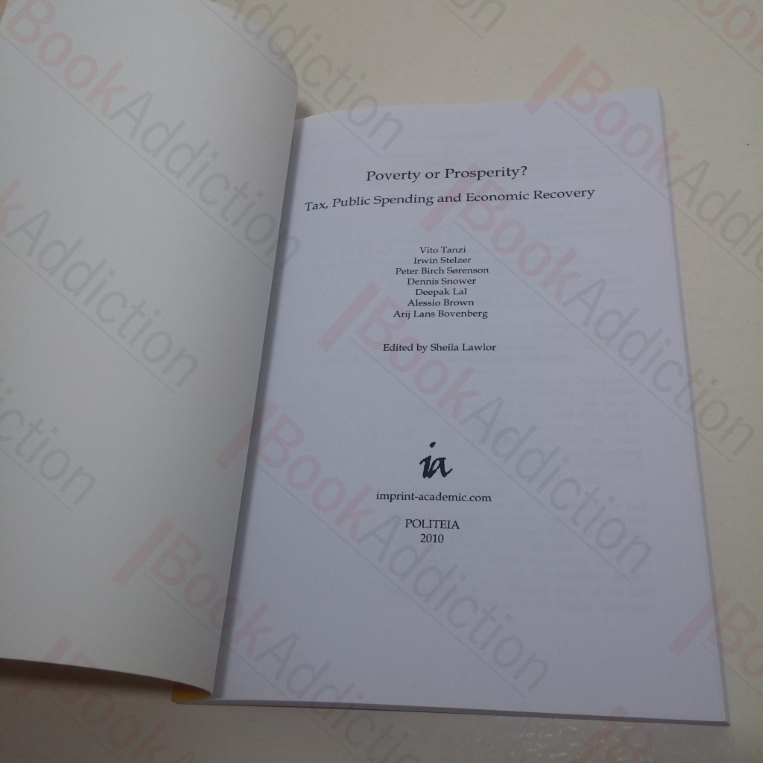 Poverty or Prosperity?
Tax, Public Spending and Economic Recovery
Vito Tanzi
Irwin Stelzer
Peter Birch Sørenson
Dennis Snower
Deepak Lal
Alessio Brown
Arij Lans Bovenberg
Edited by Sheila Lawlor
ia
imprint-academic.com
POLITEIA
2010
BookAddiction